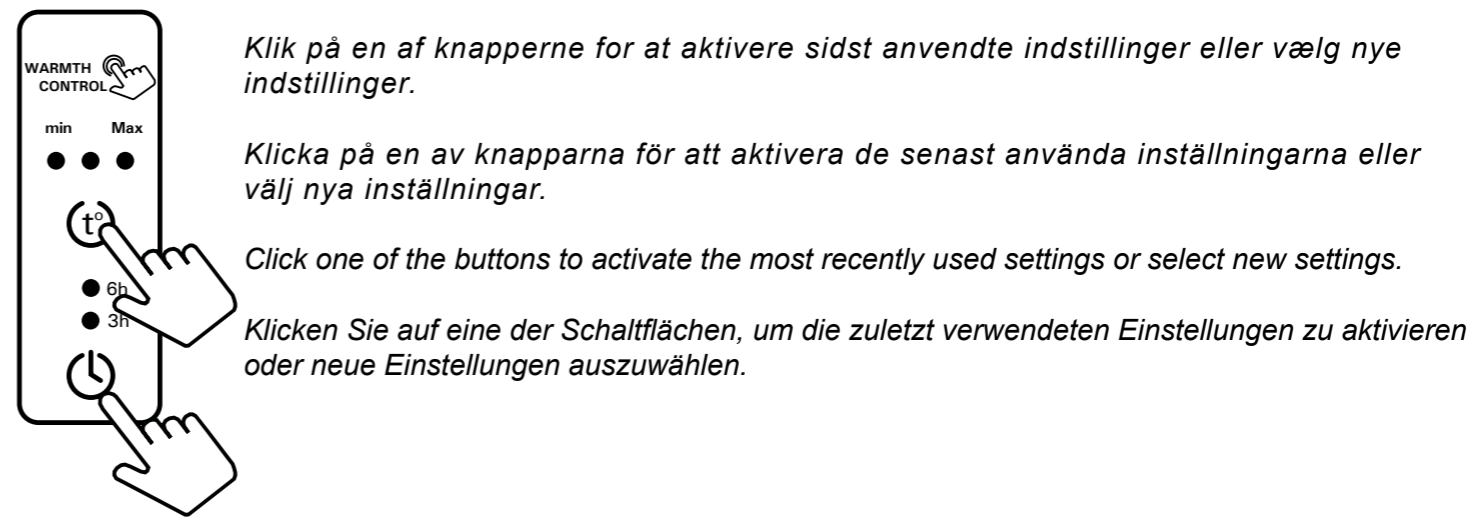 WARMTH
CONTROL
min Max
t°
6h
3h
Klik på en af knapperne for at aktivere sidst anvendte indstillinger eller vælg nye
indstillinger.
Klicka på en av knapparna för att aktivera de senast använda inställningarna eller
välj nya inställningar.
Click one of the buttons to activate the most recently used settings or select new settings.
Klicken Sie auf eine der Schaltflächen, um die zuletzt verwendeten Einstellungen zu aktivieren
oder neue Einstellungen auszuwählen.